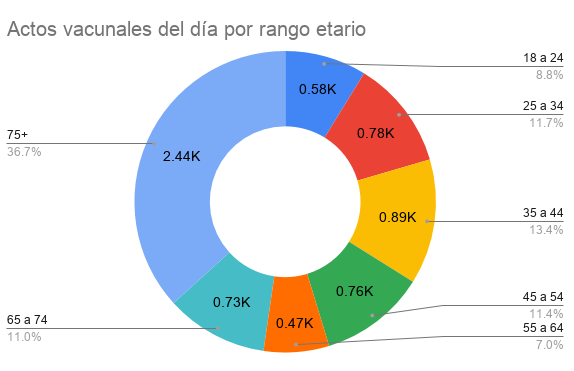 Actos vacunales del día por rango etario
18 a 24
8.8%
25 a 34
11.7%
35 a 44
13.4%
45 a 54
11.4%
55 a 64
7.0%
65 a 74
11.0%
75+
36.7%
0.58K
0.78K
0.89K
0.76K
0.47K
0.73K
2.44K